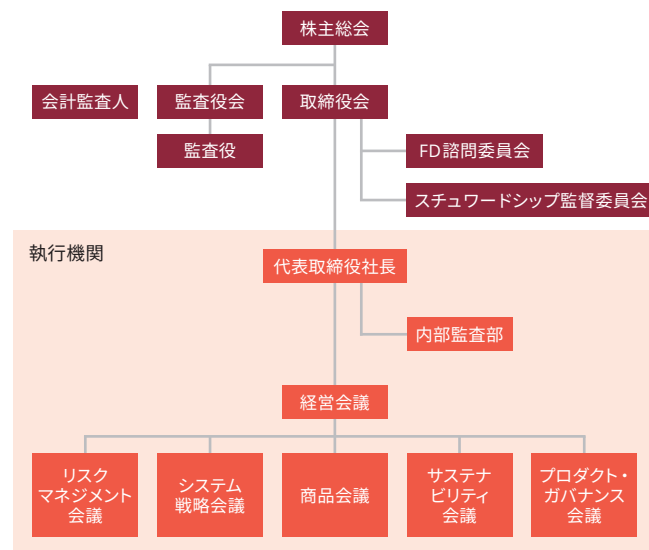 株主総会
会計監査人
監査役会
取締役会
監査役
FD諮問委員会
スチュワードシップ監督委員会
執行機関
代表取締役社長
内部監査部
経営会議
リスク
マネジメント
会議
システム
戦略会議
商品会議
サステナ
ビリティ
会議
プロダクト・
ガバナンス
会議